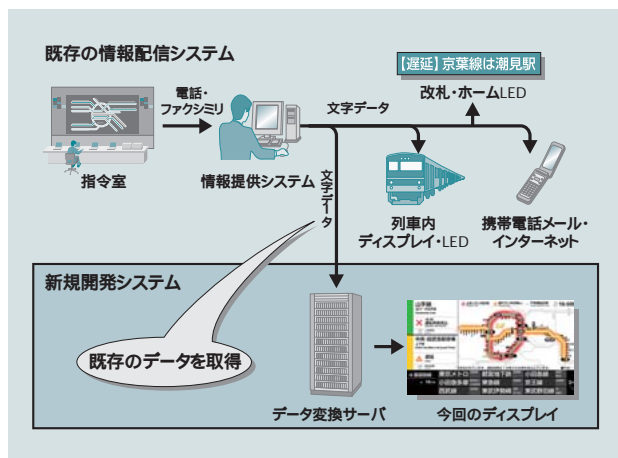 既存の情報配信システム
【遅延】京葉線は潮見駅
改札・ホームLED
電話・
ファクシミリ
文字データ
指令室
情報提供システム
文字データ
列車内
ディスプレイ・LED
携帯電話メール・
インターネット
新規開発システム
既存のデータを取得
山手線
データ変換サーバ
今回のディスプレイ